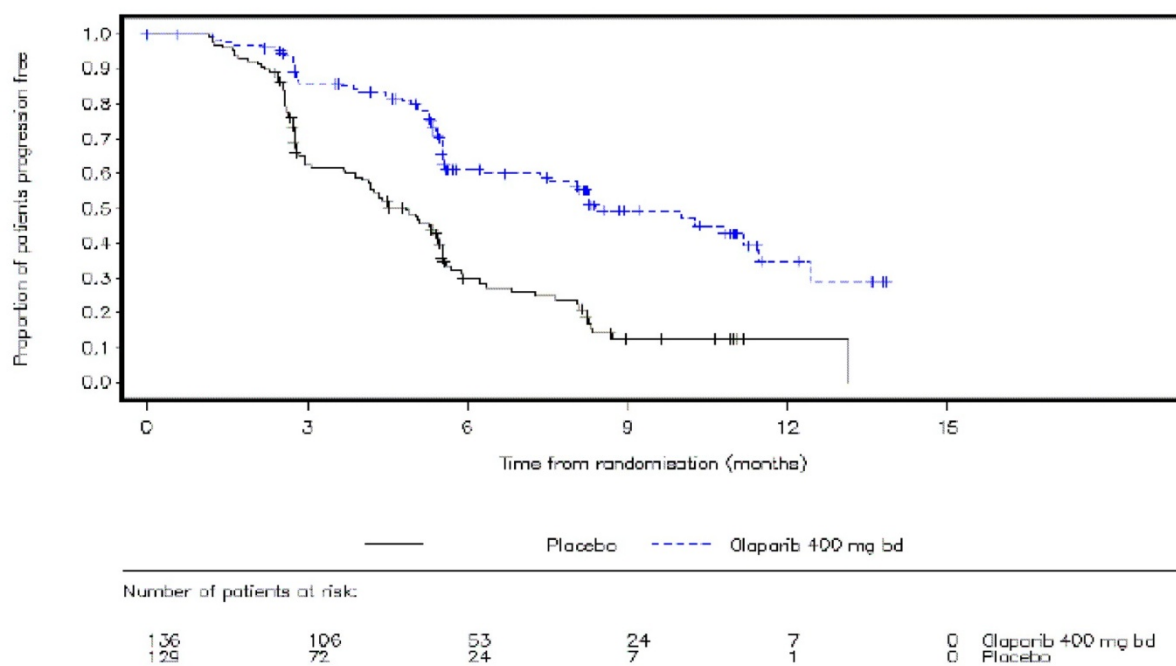 Proportion of patients progression free
1.0
0.9
0.8
0.7
0.6
0.5
0.4
0.3
0.2
0.1
0.0
0 3 6 9 12 15
Time from randomisation (months)
Placebo Olaparib 400 mg bd
Number of patients at risk:
136 106 53 24 7 0 Olaparib 400 mg bd
129 72 24 7 1 0 Placebo